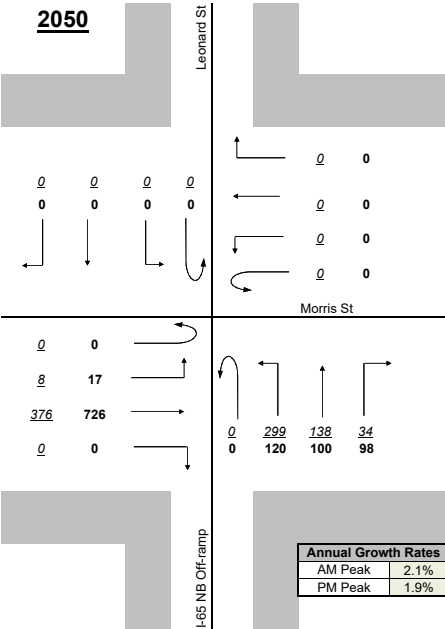 2050
Leonard St
0 0 0 0
0 0 0 0
0 0
0 0
0 0
0 0
Morris St
0 0
8 17
376 726
0 0
0 299 138 34
0 120 100 98
I-65 NB Off-ramp
Annual Growth Rates
AM Peak 2.1%
PM Peak 1.9%